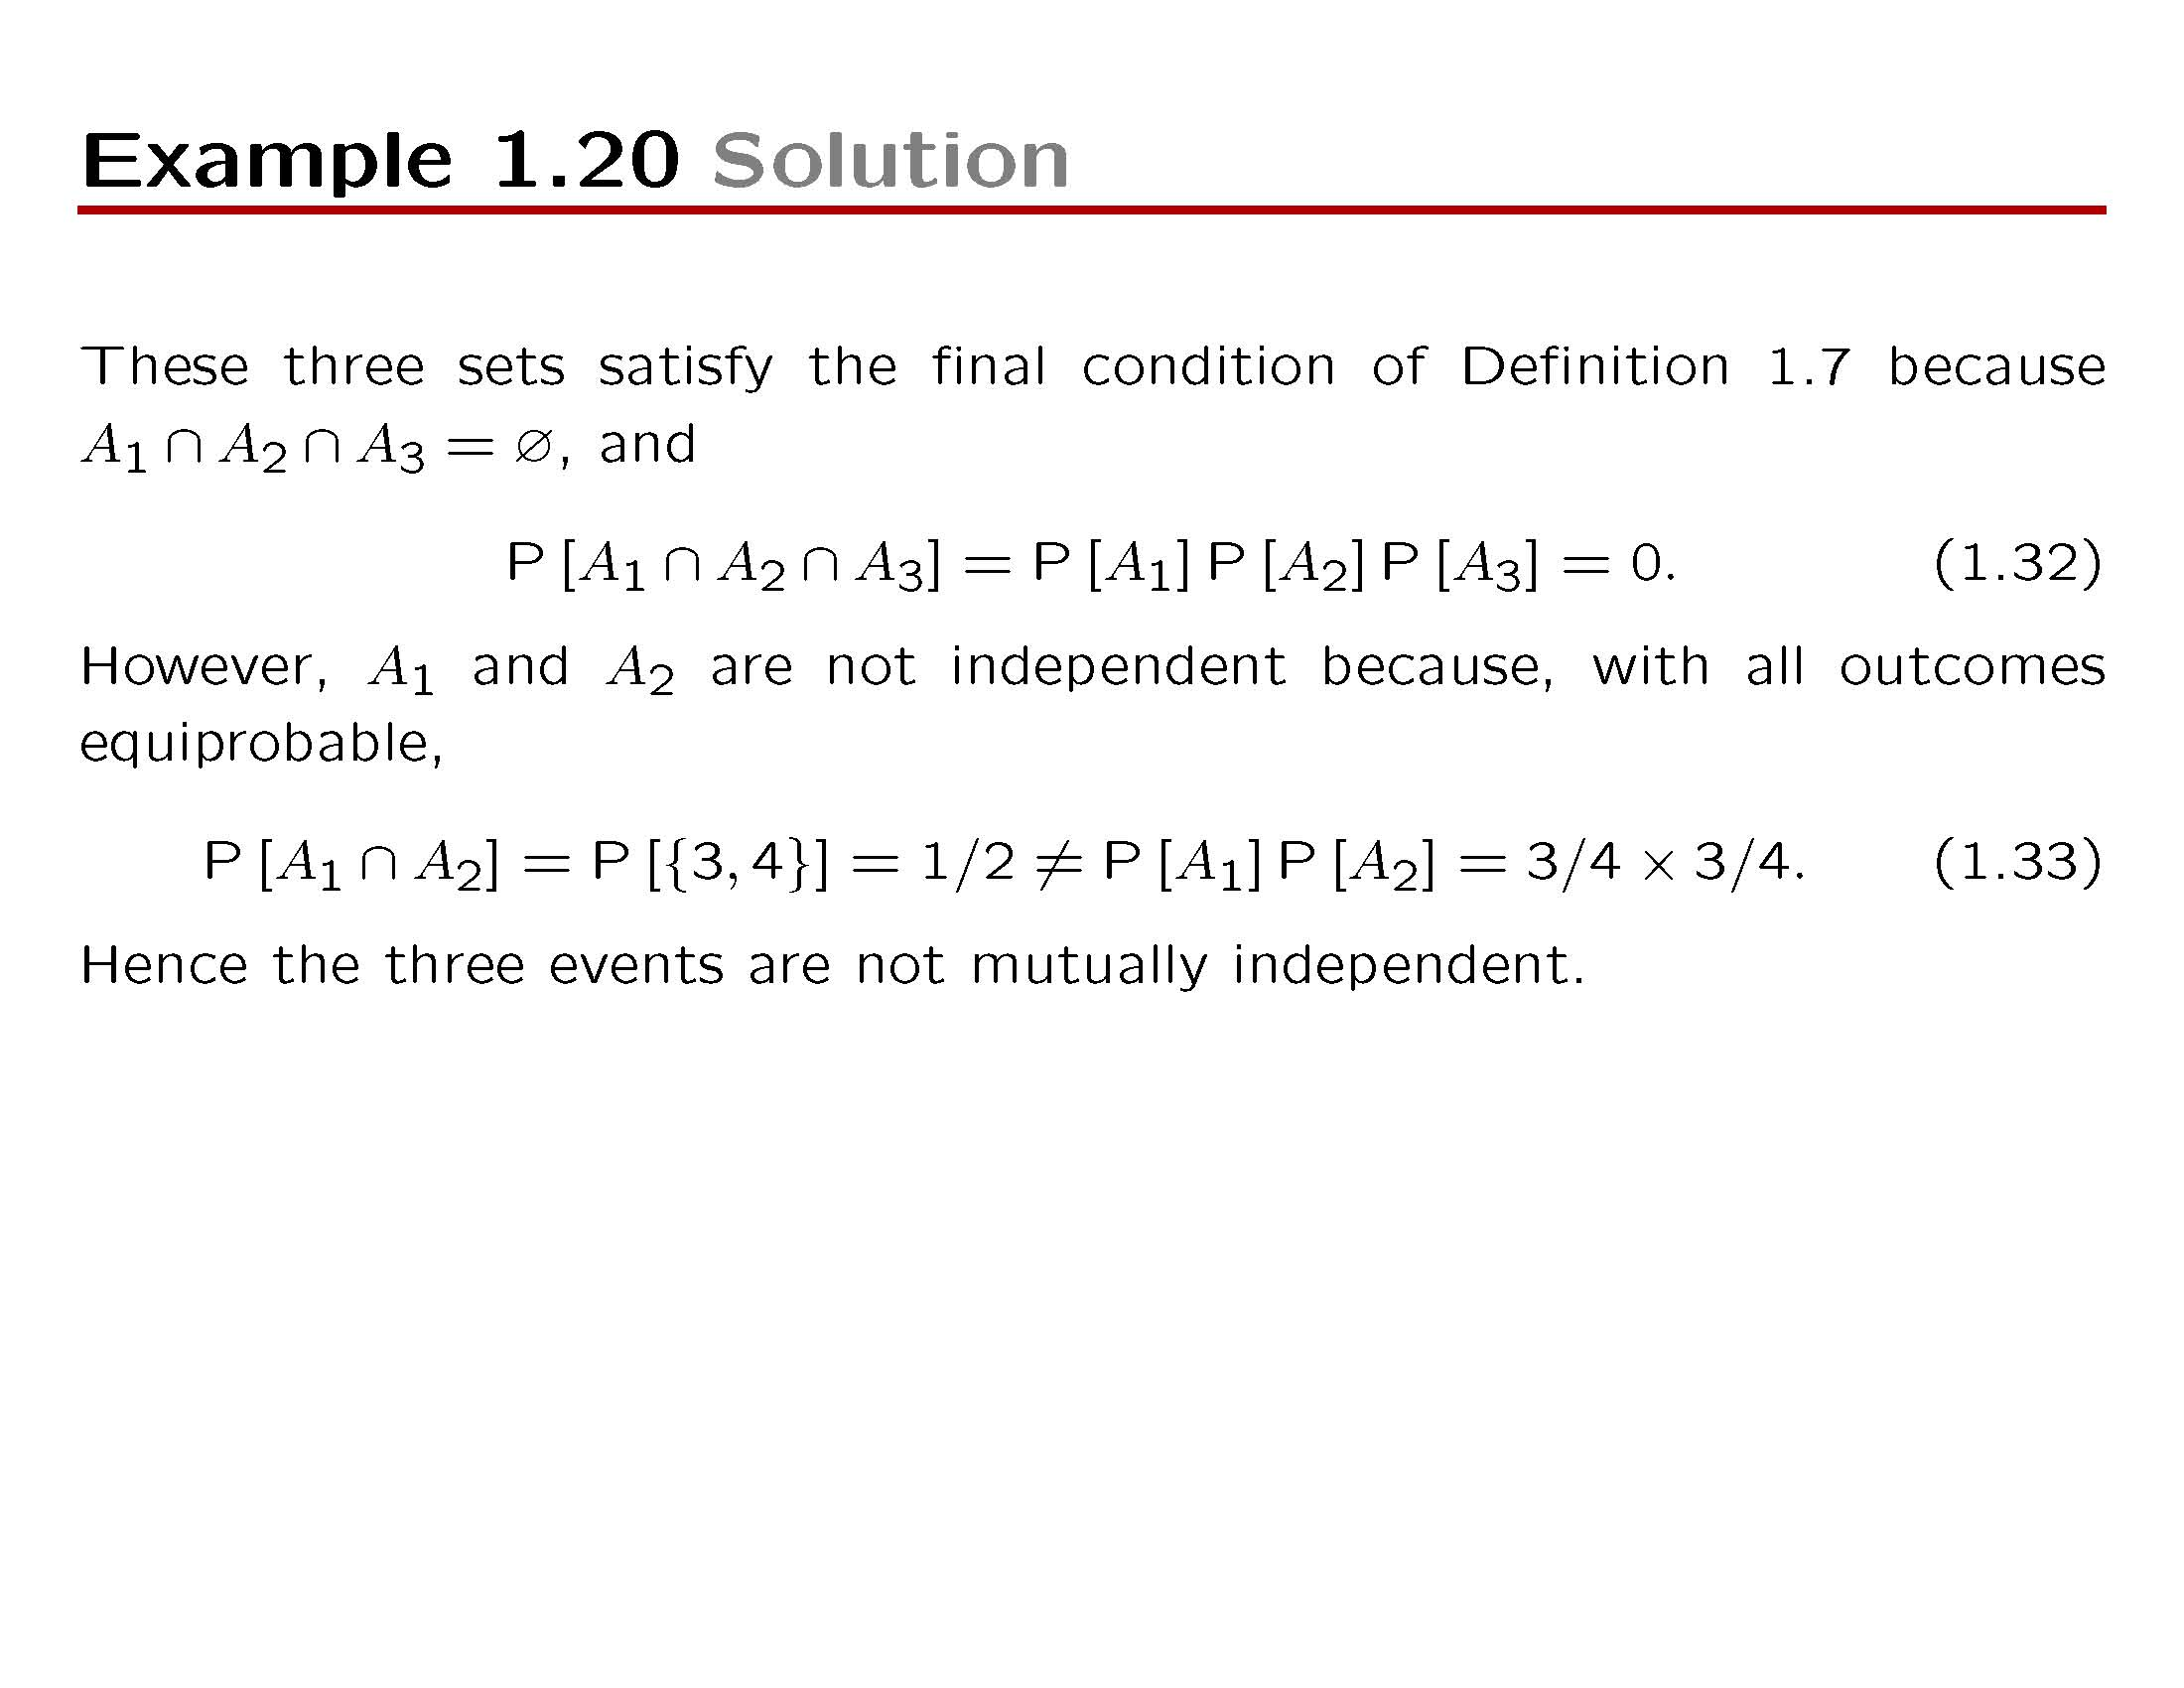 Example 1.20 Solution
These three sets satisfy the final condition of Definition 1.7 because
A₁ ∩ A₂ ∩ A₃ = ∅, and
P [A₁ ∩ A₂ ∩ A₃] = P [A₁] P [A₂] P [A₃] = 0. (1.32)
However, A₁ and A₂ are not independent because, with all outcomes
equiprobable,
P [A₁ ∩ A₂] = P [{3, 4}] = 1/2 ≠ P [A₁] P [A₂] = 3/4 × 3/4. (1.33)
Hence the three events are not mutually independent.